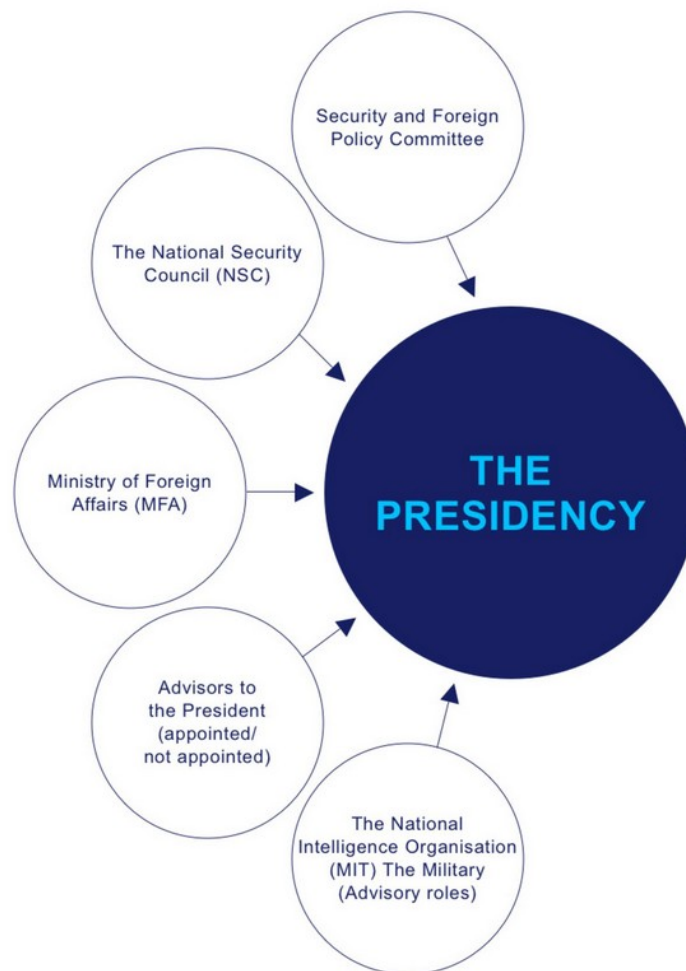 Security and Foreign
Policy Committee
The National Security
Council (NSC)
Ministry of Foreign
Affairs (MFA)
THE
PRESIDENCY
Advisors to
the President
(appointed/
not appointed)
The National
Intelligence Organisation
(MIT) The Military
(Advisory roles)